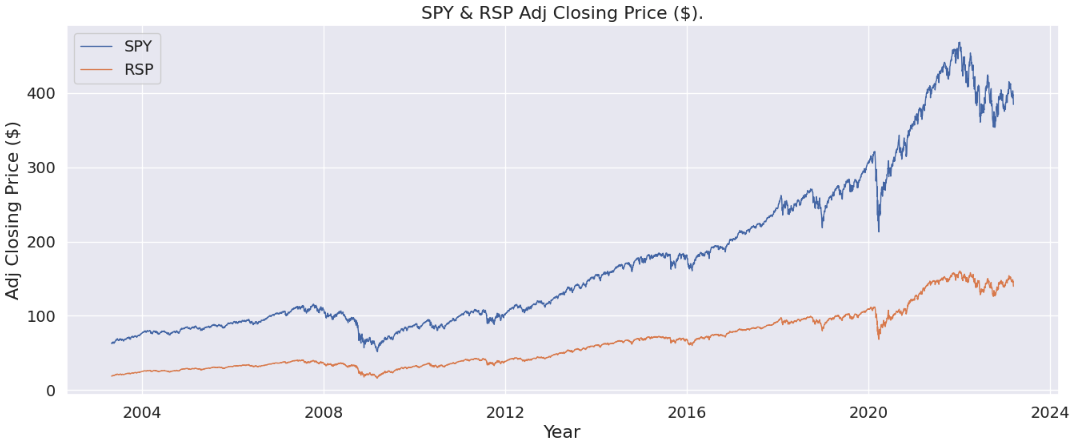 SPY & RSP Adj Closing Price ($).
SPY
RSP
Adj Closing Price ($)
400
300
200
100
0
2004 2008 2012 2016 2020 2024
Year